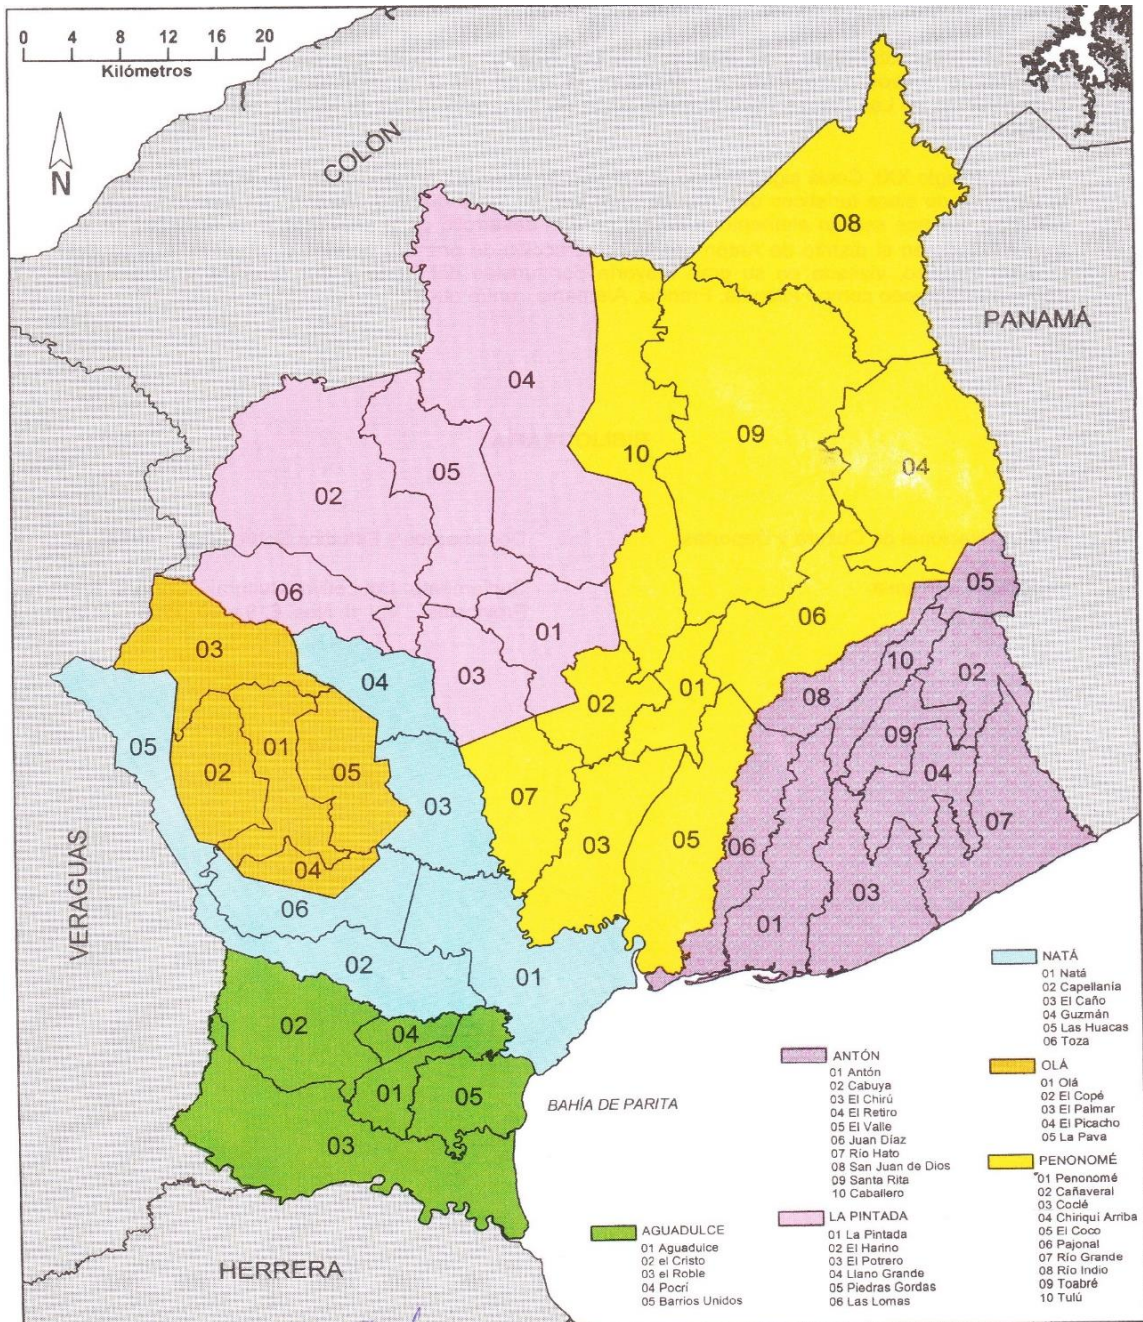 0 4 8 12 16 20
Kilómetros
N
COLÓN
08
PANAMÁ
04
09
10
05
04
02
05
06
06
01
03
10
02
03
04
01
08
02
05
01
02
05
09
04
03
07
07
03
05
06
04
06
03
01
VERAGUAS
02
01
02
04
01
05
03
BAHÍA DE PARITA
HERRERA
NATÁ
01 Natá
02 Capellanía
03 El Caño
04 Guzmán
05 Las Huacas
06 Toza
ANTÓN
01 Antón
02 Cabuya
03 El Chirú
04 El Retiro
05 El Valle
06 Juan Díaz
07 Río Hato
08 San Juan de Dios
09 Santa Rita
10 Caballero
OLÁ
01 Olá
02 El Copé
03 El Palmar
04 El Picacho
05 La Pava
PENONOMÉ
01 Penonomé
02 Cañaveral
03 Coclé
04 Chiriquí Arriba
05 El Coco
06 Pajonal
07 Río Grande
08 Río Indio
09 Toabré
10 Tulú
LA PINTADA
01 La Pintada
02 El Harino
03 El Potrero
04 Llano Grande
05 Piedras Gordas
06 Las Lomas
AGUADULCE
01 Aguadulce
02 el Cristo
03 el Roble
04 Pocrí
05 Barrios Unidos